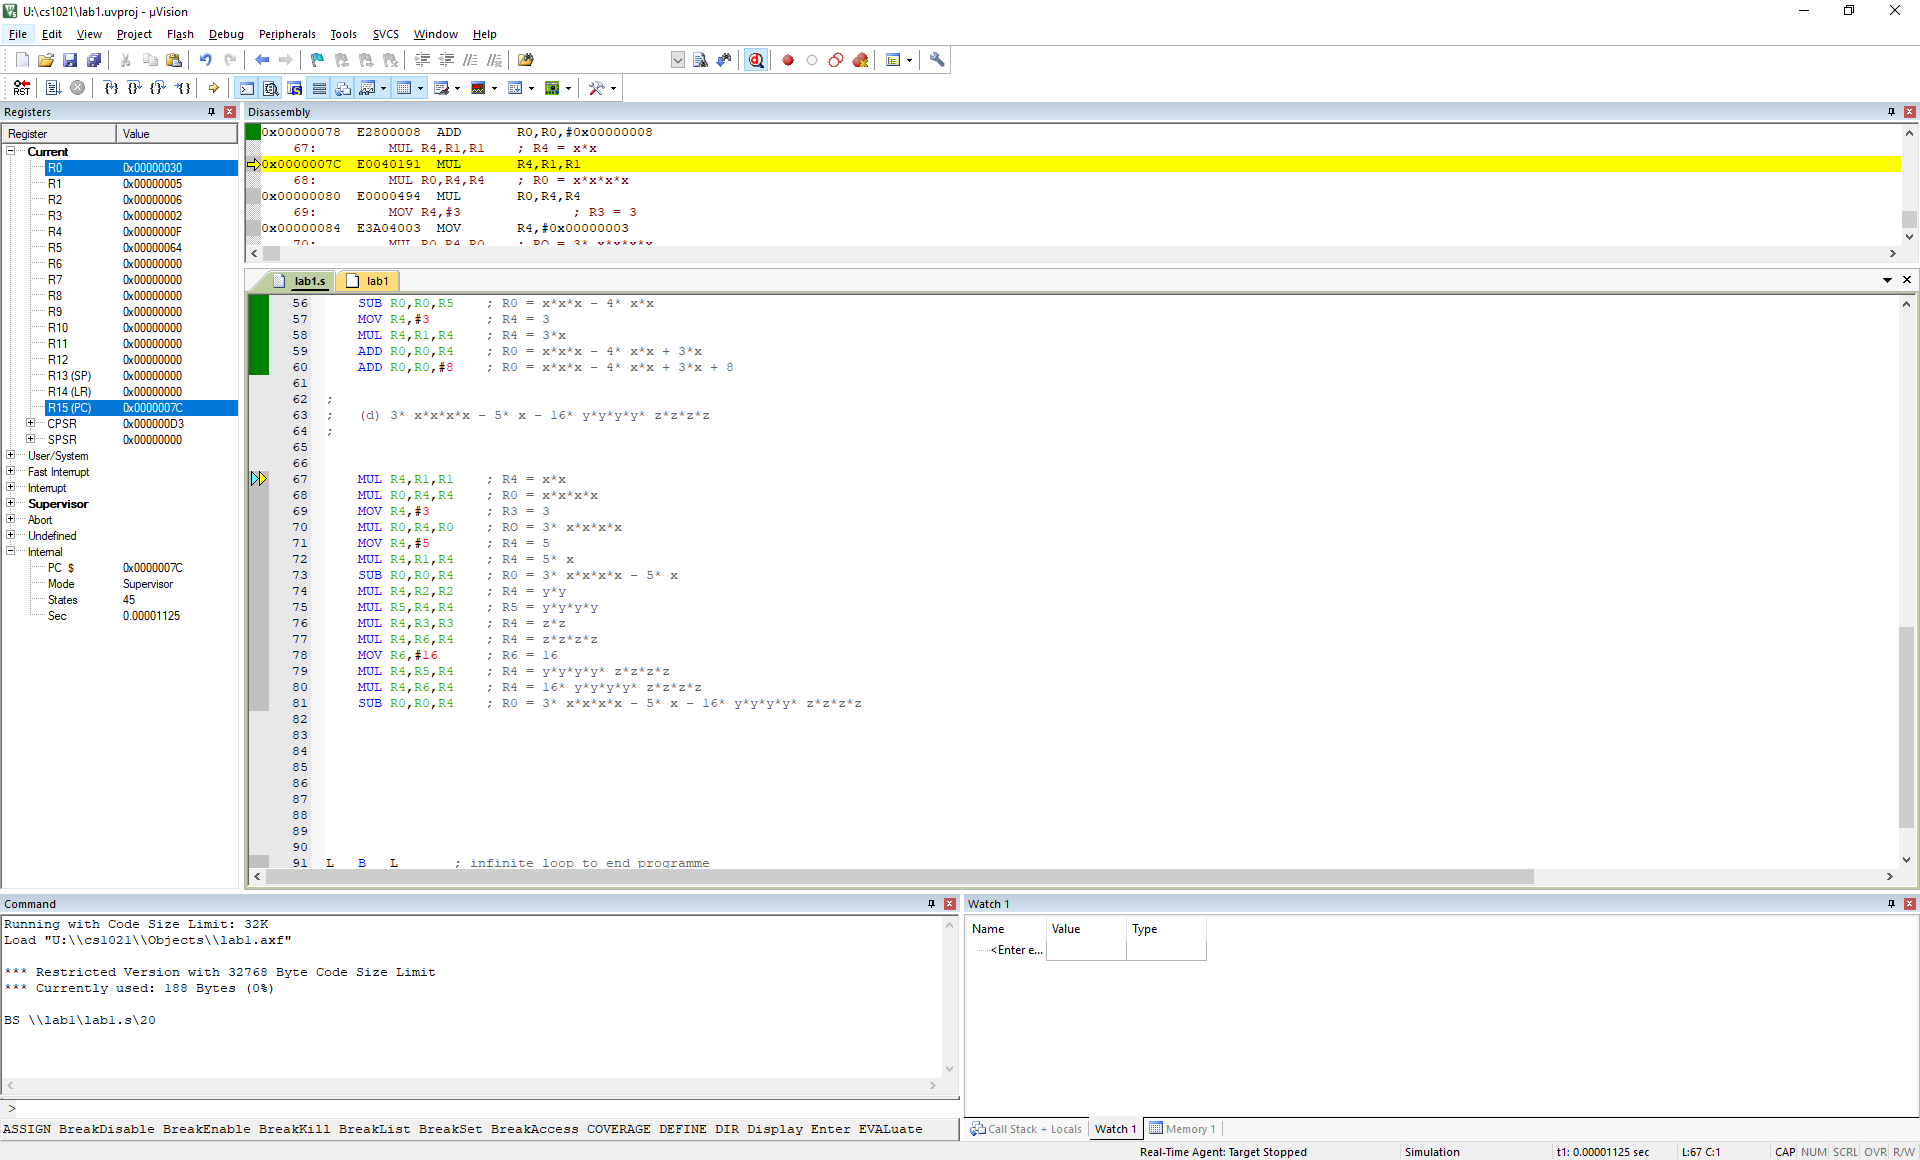 U:\cs1021\lab1.uvproj - µVision
File Edit View Project Flash Debug Peripherals Tools SVCS Window Help
RST
Registers
Register Value
Current
R0 0x00000030
R1 0x00000005
R2 0x00000006
R3 0x00000002
R4 0x0000000F
R5 0x00000064
R6 0x00000000
R7 0x00000000
R8 0x00000000
R9 0x00000000
R10 0x00000000
R11 0x00000000
R12 0x00000000
R13 (SP) 0x00000000
R14 (LR) 0x00000000
R15 (PC) 0x0000007C
CPSR 0x000000D3
SPSR 0x00000000
User/System
Fast Interrupt
Interrupt
Supervisor
Abort
Undefined
Internal
PC $ 0x0000007C
Mode Supervisor
States 45
Sec 0.00001125
Disassembly
0x00000078 E2800008 ADD R0,R0,#0x00000008
67: MUL R4,R1,R1 ; R4 = x*x
0x0000007C E0040191 MUL R4,R1,R1
68: MUL R0,R4,R4 ; R0 = x*x*x*x
0x00000080 E0000494 MUL R0,R4,R4
69: MOV R4,#3 ; R3 = 3
0x00000084 E3A04003 MOV R4,#0x00000003
70: MUL R0,R4,R0 ; RO = 3* x*x*x*x
lab1.s lab1
56 SUB R0,R0,R5 ; R0 = x*x*x - 4* x*x
57 MOV R4,#3 ; R4 = 3
58 MUL R4,R1,R4 ; R4 = 3*x
59 ADD R0,R0,R4 ; R0 = x*x*x - 4* x*x + 3*x
60 ADD R0,R0,#8 ; R0 = x*x*x - 4* x*x + 3*x + 8
61
62 ;
63 ; (d) 3* x*x*x*x - 5* x - 16* y*y*y*y* z*z*z*z
64 ;
65
66
67 MUL R4,R1,R1 ; R4 = x*x
68 MUL R0,R4,R4 ; R0 = x*x*x*x
69 MOV R4,#3 ; R3 = 3
70 MUL R0,R4,R0 ; RO = 3* x*x*x*x
71 MOV R4,#5 ; R4 = 5
72 MUL R4,R1,R4 ; R4 = 5* x
73 SUB R0,R0,R4 ; R0 = 3* x*x*x*x - 5* x
74 MUL R4,R2,R2 ; R4 = y*y
75 MUL R5,R4,R4 ; R5 = y*y*y*y
76 MUL R4,R3,R3 ; R4 = z*z
77 MUL R4,R6,R4 ; R4 = z*z*z*z
78 MOV R6,#16 ; R6 = 16
79 MUL R4,R5,R4 ; R4 = y*y*y*y* z*z*z*z
80 MUL R4,R6,R4 ; R4 = 16* y*y*y*y* z*z*z*z
81 SUB R0,R0,R4 ; R0 = 3* x*x*x*x - 5* x - 16* y*y*y*y* z*z*z*z
82
83
84
85
86
87
88
89
90
91 L B L ; infinite loop to end programme
Command
Running with Code Size Limit: 32K
Load "U:\\cs1021\\Objects\\lab1.axf"
*** Restricted Version with 32768 Byte Code Size Limit
*** Currently used: 188 Bytes (0%)
BS \\lab1\lab1.s\20
>
ASSIGN BreakDisable BreakEnable BreakKill BreakList BreakSet BreakAccess COVERAGE DEFINE DIR Display Enter EVALuate
Watch 1
Name Value Type
<Enter e...
Call Stack + Locals Watch 1 Memory 1
Real-Time Agent: Target Stopped Simulation t1: 0.00001125 sec L:67 C:1 CAP NUM SCRL OVR R/W